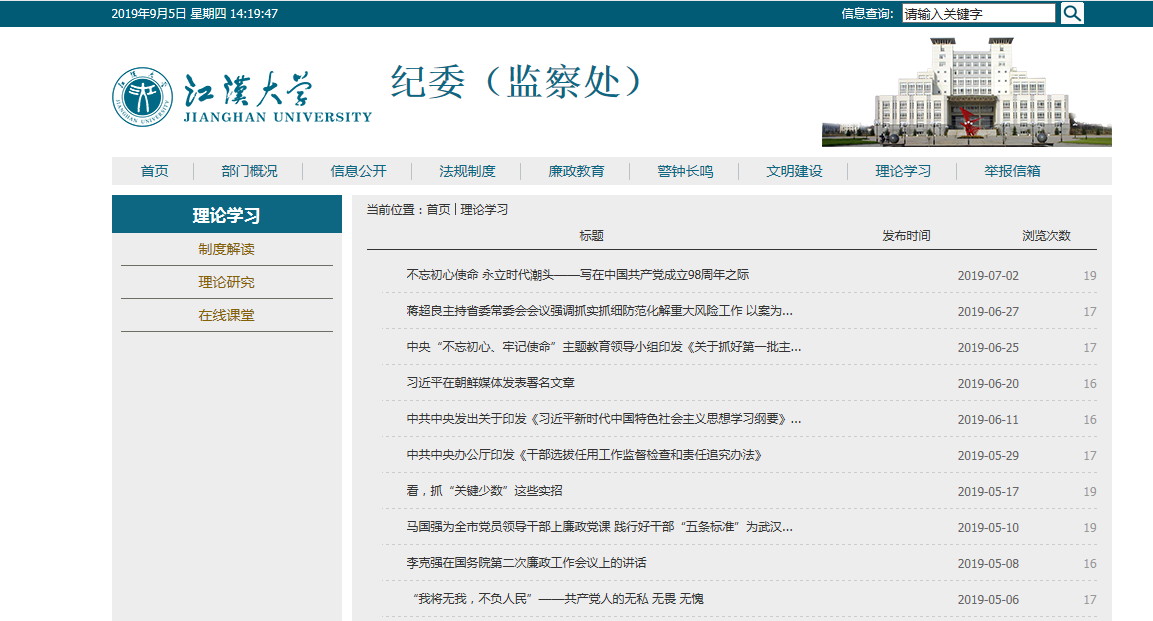 2019年9月5日 星期四 14:19:47 信息查询: 请输入关键字
江漢大学
JIANGHAN UNIVERSITY
纪委（监察处）
首页 部门概况 信息公开 法规制度 廉政教育 警钟长鸣 文明建设 理论学习 举报信箱
理论学习
制度解读
理论研究
在线课堂
当前位置：首页 | 理论学习
标题 发布时间 浏览次数
不忘初心使命 永立时代潮头——写在中国共产党成立98周年之际 2019-07-02 19
蒋超良主持省委常委会会议强调抓实抓细防范化解重大风险工作 以案为... 2019-06-27 17
中央“不忘初心、牢记使命”主题教育领导小组印发《关于抓好第一批主... 2019-06-25 17
习近平在朝鲜媒体发表署名文章 2019-06-20 16
中共中央发出关于印发《习近平新时代中国特色社会主义思想学习纲要》... 2019-06-11 16
中共中央办公厅印发《干部选拔任用工作监督检查和责任追究办法》 2019-05-29 17
看，抓“关键少数”这些实招 2019-05-17 19
马国强为全市党员领导干部上廉政党课 践行好干部“五条标准”为武汉... 2019-05-10 19
李克强在国务院第二次廉政工作会议上的讲话 2019-05-08 16
“我将无我，不负人民”——共产党人的无私 无畏 无愧 2019-05-06 17